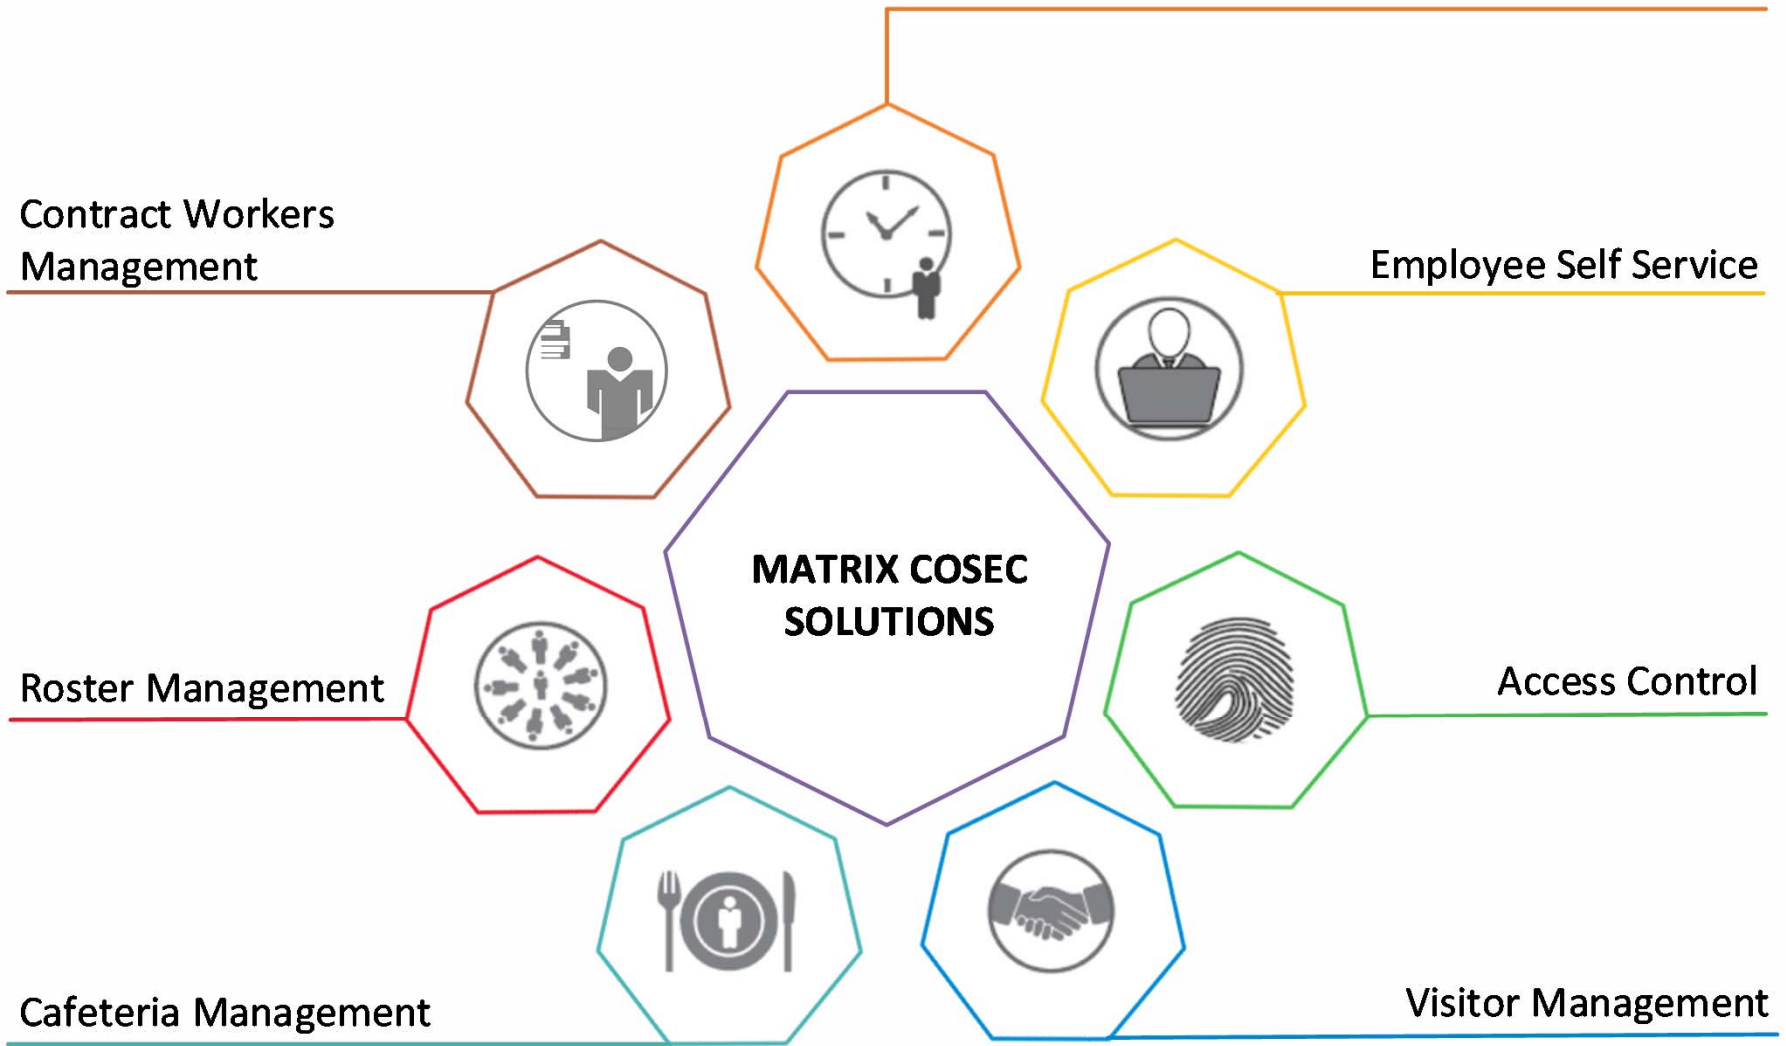 Contract Workers
Management
Employee Self Service
MATRIX COSEC
SOLUTIONS
Roster Management
Access Control
Cafeteria Management
Visitor Management